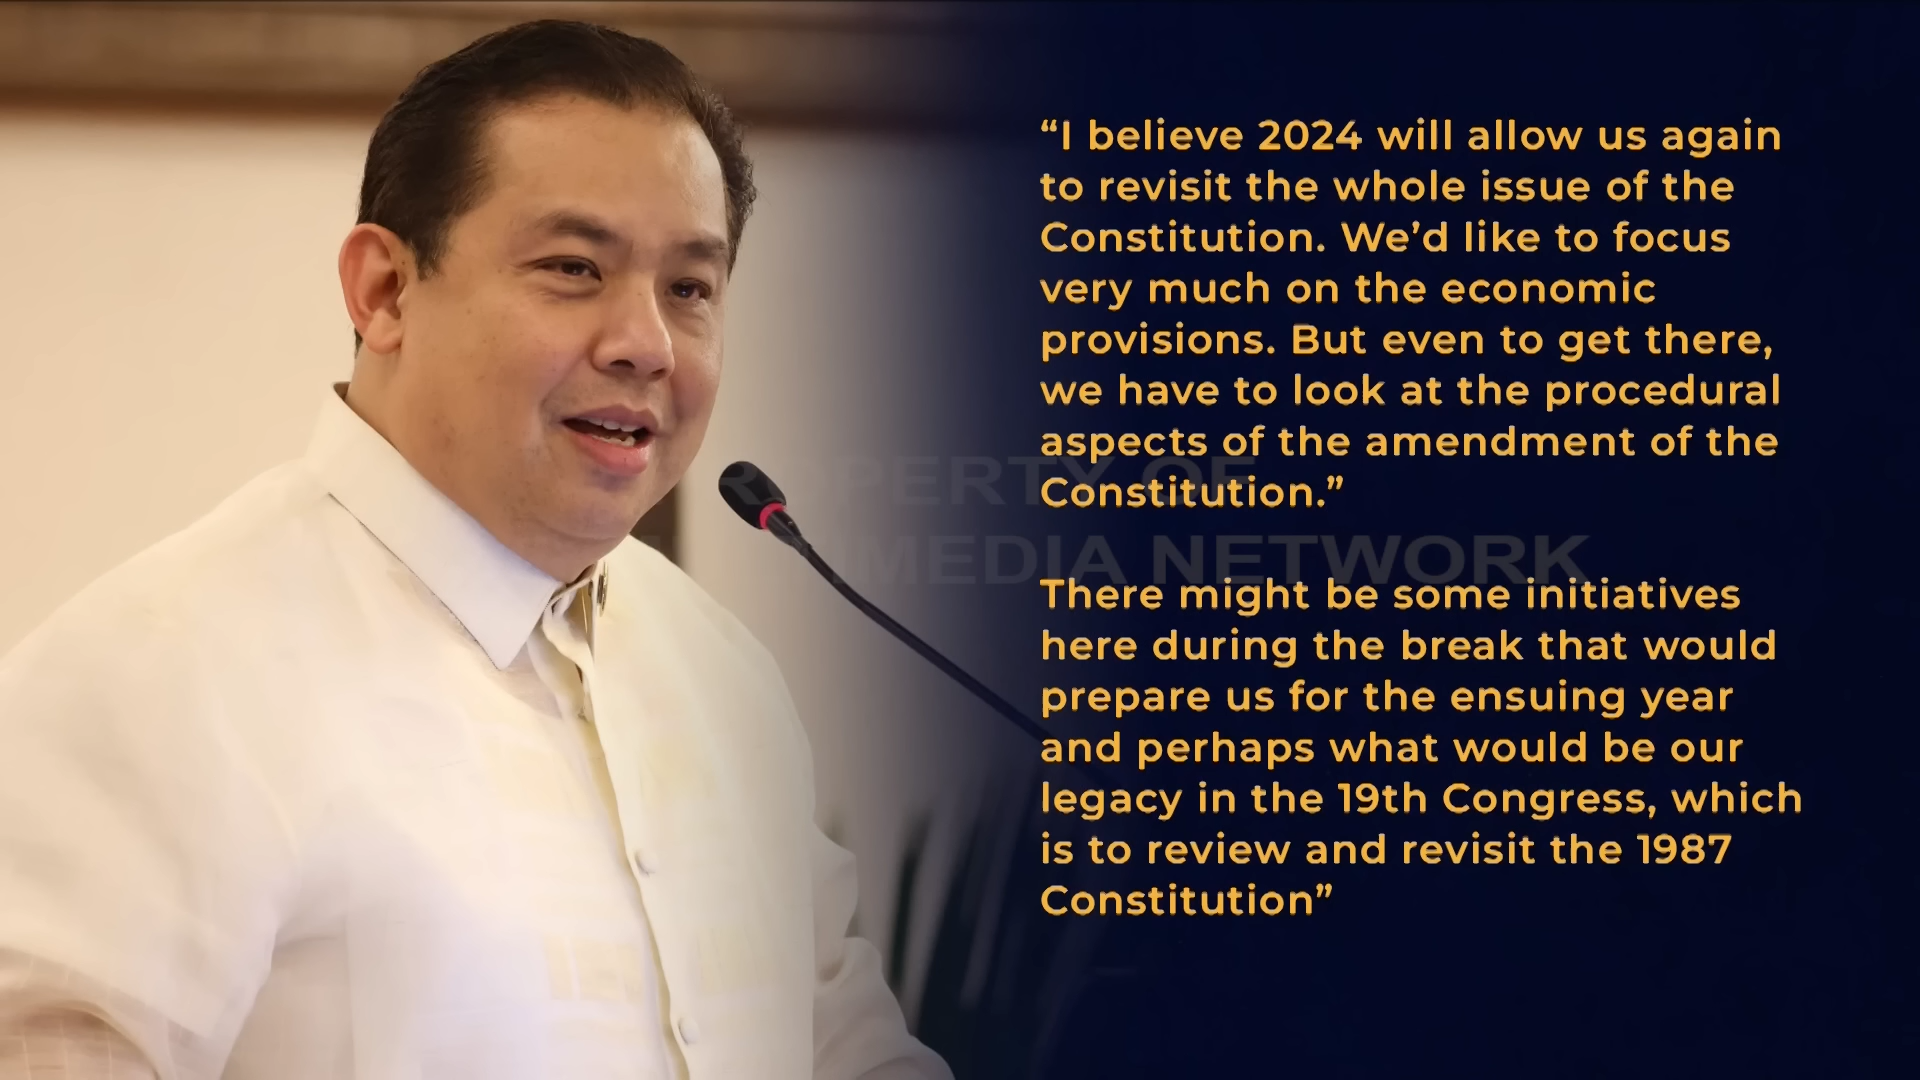 “I believe 2024 will allow us again
to revisit the whole issue of the
Constitution. We’d like to focus
very much on the economic
provisions. But even to get there,
we have to look at the procedural
aspects of the amendment of the
Constitution.”
PROPERTY OF
MEDIA NETWORK
There might be some initiatives
here during the break that would
prepare us for the ensuing year
and perhaps what would be our
legacy in the 19th Congress, which
is to review and revisit the 1987
Constitution”